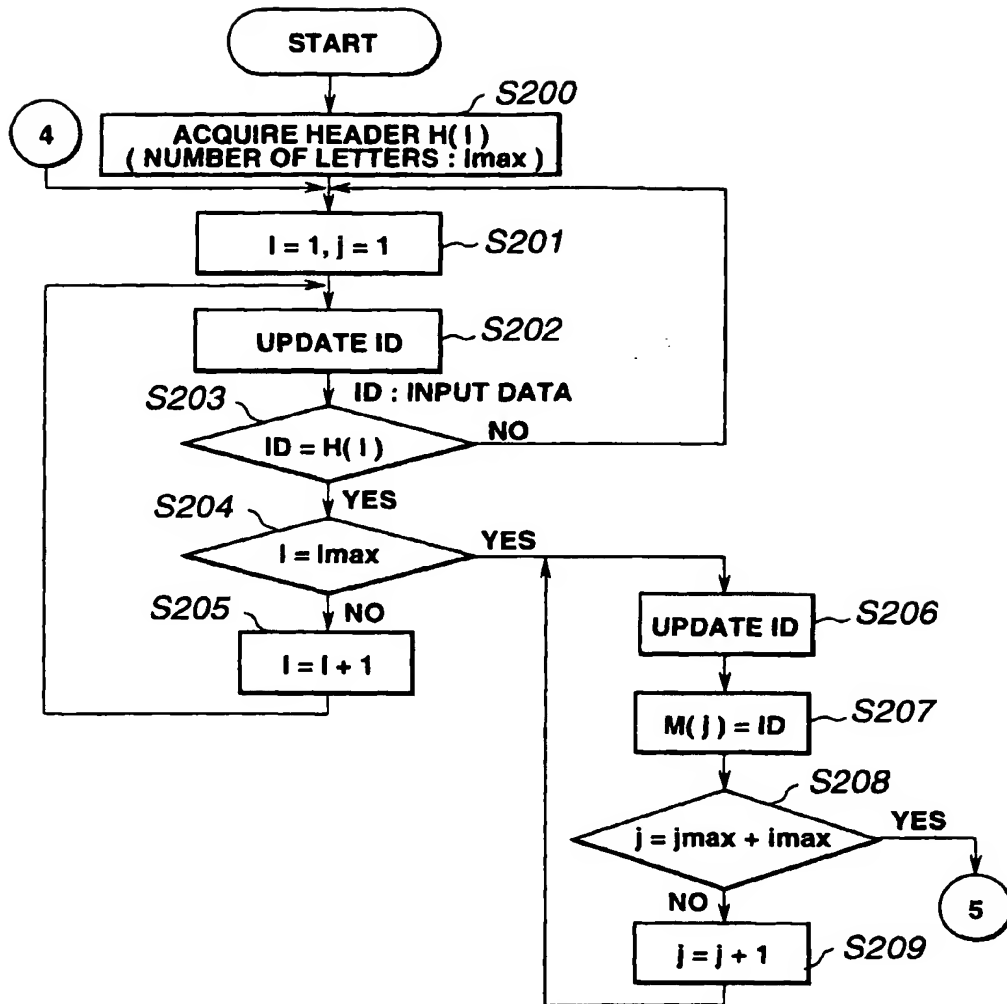 START
S200
4
ACQUIRE HEADER H( i )
( NUMBER OF LETTERS : imax )
i = 1, j = 1
S201
UPDATE ID
S202
ID : INPUT DATA
S203
ID = H( i )
NO
YES
S204
i = imax
YES
S205
NO
i = i + 1
UPDATE ID
S206
M( j ) = ID
S207
S208
j = jmax + imax
YES
NO
5
j = j + 1
S209